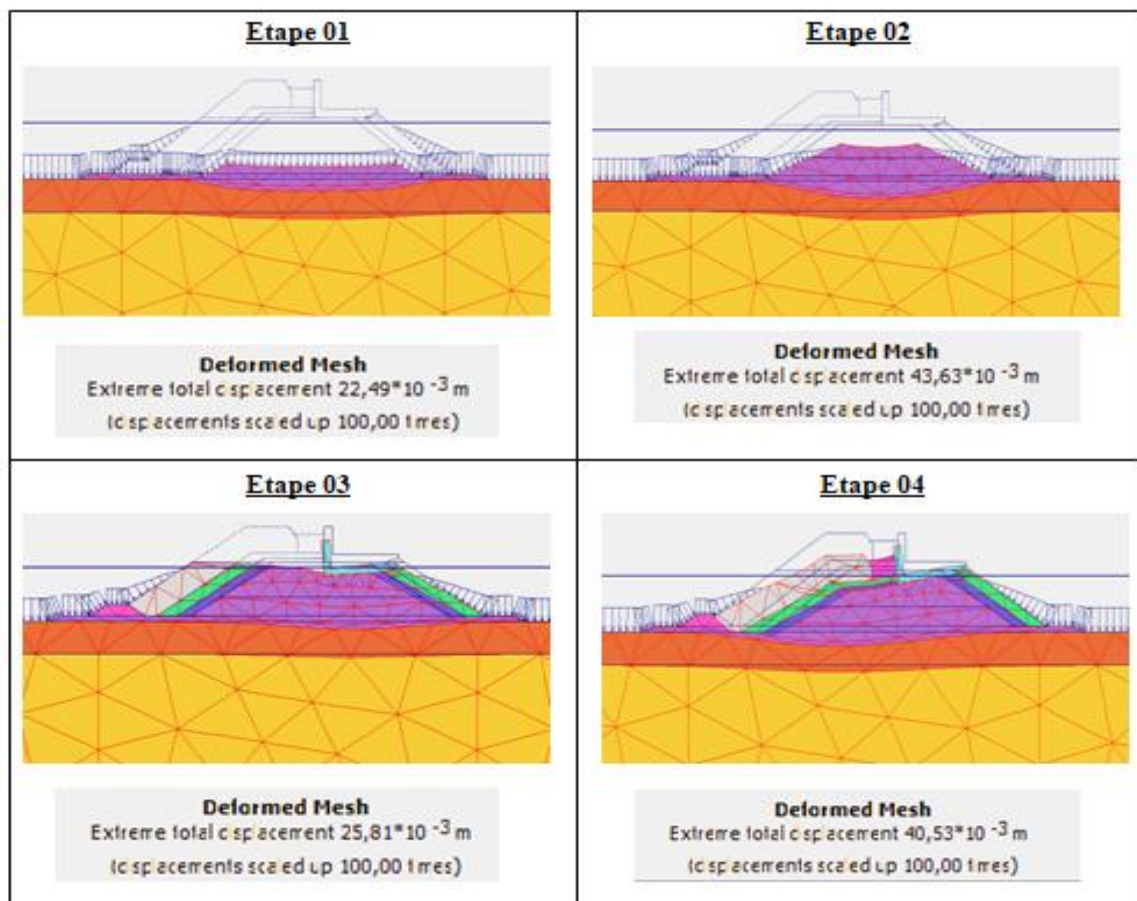 Etape 01
Deformed Mesh
Extreme total displacement 22,49*10 -3 m
(displacements scaled up 100,00 times)
Etape 02
Deformed Mesh
Extreme total displacement 43,63*10 -3 m
(displacements scaled up 100,00 times)
Etape 03
Deformed Mesh
Extreme total displacement 25,81*10 -3 m
(displacements scaled up 100,00 times)
Etape 04
Deformed Mesh
Extreme total displacement 40,53*10 -3 m
(displacements scaled up 100,00 times)